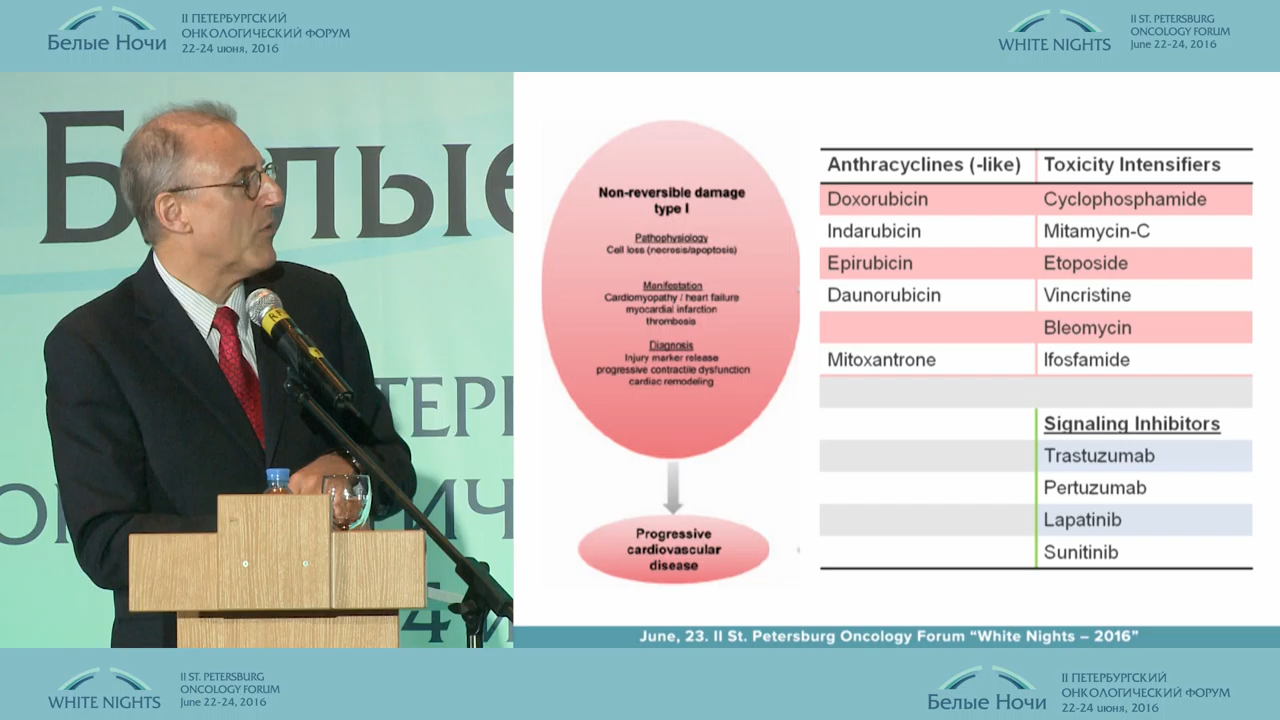 Белые Ночи
II ПЕТЕРБУРГСКИЙ
ОНКОЛОГИЧЕСКИЙ ФОРУМ
22-24 июня, 2016
WHITE NIGHTS
II ST. PETERSBURG
ONCOLOGY FORUM
June 22-24, 2016
Non-reversible damage
type I
Pathophysiology
Cell loss (necrosis/apoptosis)
Manifestation
Cardiomyopathy / heart failure
myocardial infarction
thrombosis
Diagnosis
Injury marker release
progressive contractile dysfunction
cardiac remodeling
Progressive
cardiovascular
disease
Anthracyclines (-like) Toxicity Intensifiers
Doxorubicin Cyclophosphamide
Indarubicin Mitamycin-C
Epirubicin Etoposide
Daunorubicin Vincristine
Bleomycin
Mitoxantrone Ifosfamide
Signaling Inhibitors
Trastuzumab
Pertuzumab
Lapatinib
Sunitinib
June, 23. II St. Petersburg Oncology Forum “White Nights – 2016”
WHITE NIGHTS
II ST. PETERSBURG
ONCOLOGY FORUM
June 22-24, 2016
Белые Ночи
II ПЕТЕРБУРГСКИЙ
ОНКОЛОГИЧЕСКИЙ ФОРУМ
22-24 июня, 2016